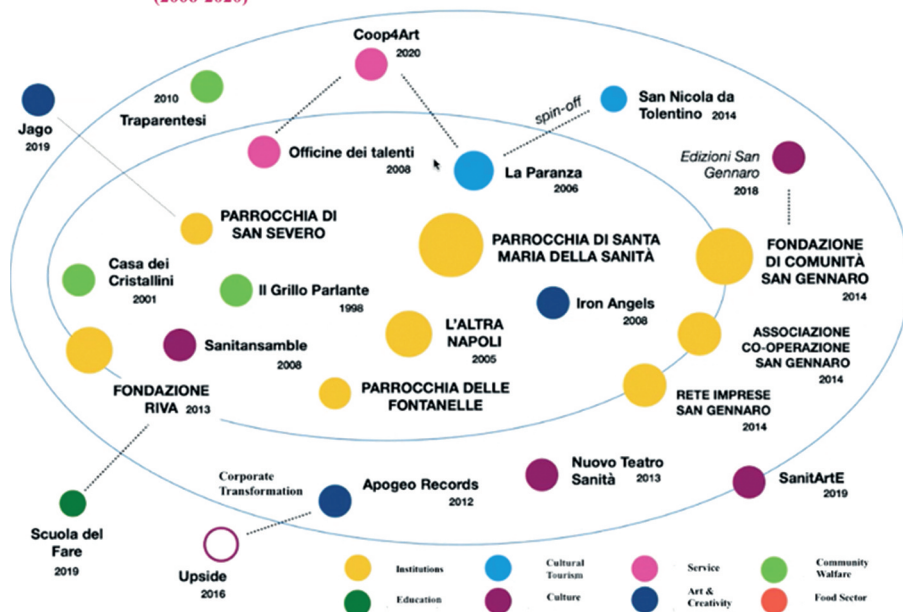 (2000-2020)
Coop4Art
2020
2010
Traparentesi
Jago
2019
spin-off
San Nicola da
Tolentino 2014
Officine dei talenti
2008
La Paranza
2006
Edizioni San
Gennaro
2018
PARROCCHIA DI
SAN SEVERO
PARROCCHIA DI SANTA
MARIA DELLA SANITÀ
FONDAZIONE
DI COMUNITÀ
SAN GENNARO
2014
Casa dei
Cristallini
2001
Il Grillo Parlante
1998
Iron Angels
2008
L'ALTRA
NAPOLI
2005
ASSOCIAZIONE
CO-OPERAZIONE
SAN GENNARO
2014
Sanitansamble
2008
FONDAZIONE
RIVA 2013
PARROCCHIA DELLE
FONTANELLE
RETE IMPRESE
SAN GENNARO
2014
Corporate
Transformation
Apogeo Records
2012
Nuovo Teatro
Sanità 2013
SanitArtE
2019
Scuola del
Fare
2019
Upside
2016
Institutions
Cultural
Tourism
Service
Community
Welfare
Education
Culture
Art &
Creativity
Food Sector